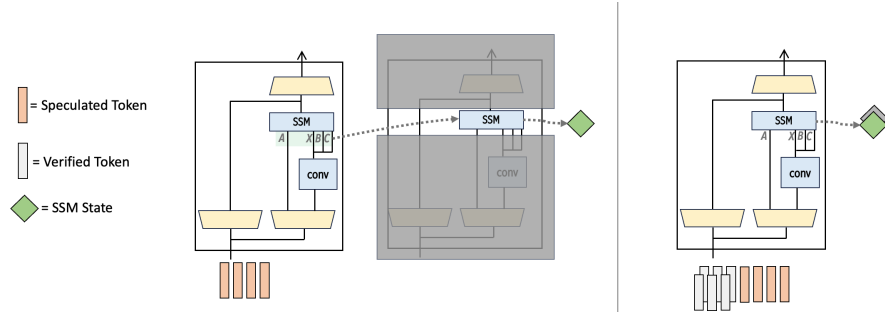 = Speculated Token
= Verified Token
= SSM State
SSM
A X B C
conv
SSM
conv
SSM
A X B C
conv